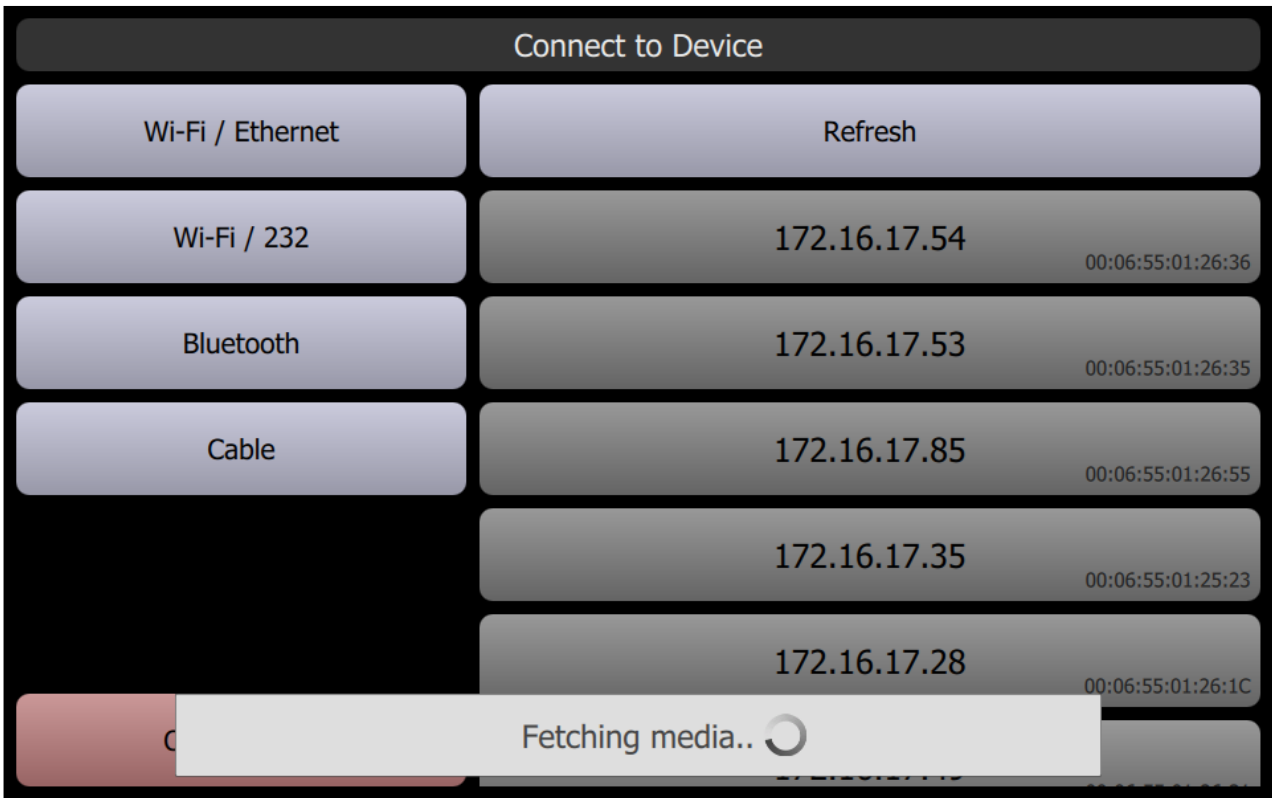 Connect to Device
Wi-Fi / Ethernet
Refresh
Wi-Fi / 232
172.16.17.54
00:06:55:01:26:36
Bluetooth
172.16.17.53
00:06:55:01:26:35
Cable
172.16.17.85
00:06:55:01:26:55
172.16.17.35
00:06:55:01:25:23
172.16.17.28
00:06:55:01:26:1C
Fetching media..